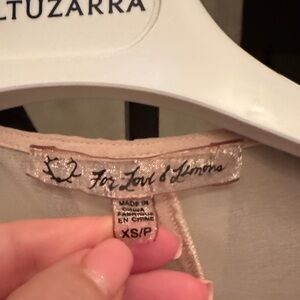 LTUZARRA
For Love & Lemons
MADE IN
CHINA
FABRIQUÉ
EN CHINE
XS/P